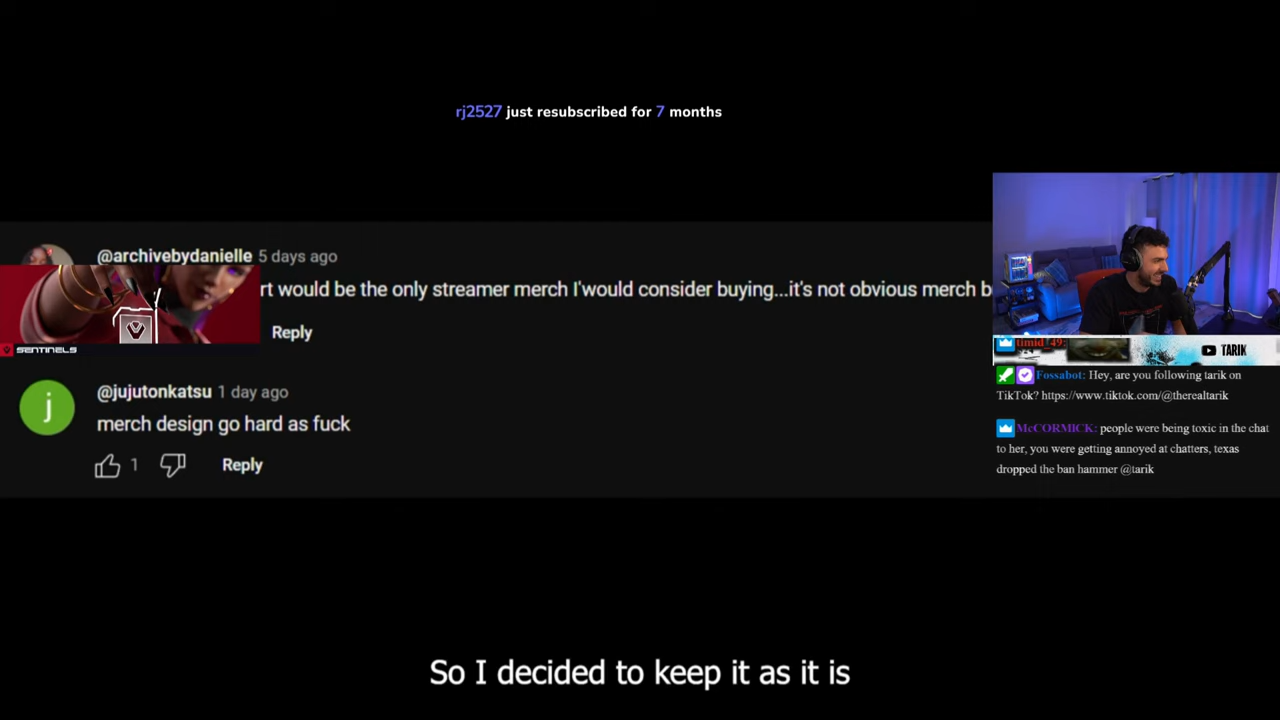 rj2527 just resubscribed for 7 months
@archivebydanielle 5 days ago
rt would be the only streamer merch I'would consider buying...it's not obvious merch b
Reply
SENTINELS
@jujutonkatsu 1 day ago
j
merch design go hard as fuck
1
Reply
timid_49:
TARIK
Fossabot: Hey, are you following tarik on
TikTok? https://www.tiktok.com/@therealtarik
McCORMICK: people were being toxic in the chat
to her, you were getting annoyed at chatters, texas
dropped the ban hammer @tarik
So I decided to keep it as it is